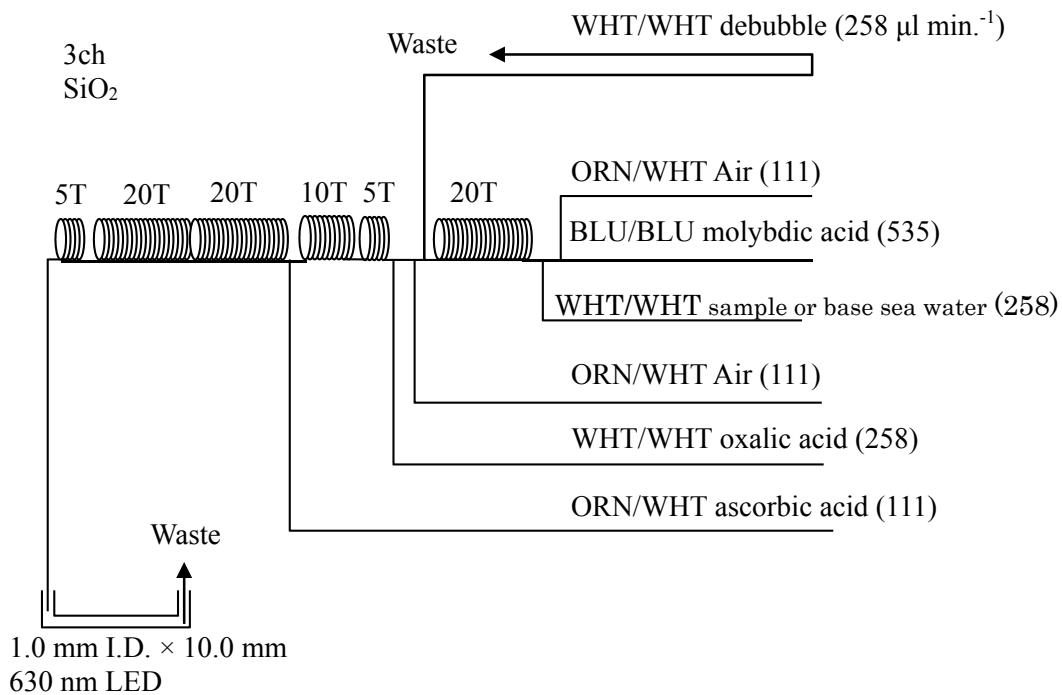 3ch
SiO₂
Waste
WHT/WHT debubble (258 μl min.⁻¹)
5T 20T 20T 10T 5T 20T
ORN/WHT Air (111)
BLU/BLU molybdic acid (535)
WHT/WHT sample or base sea water (258)
ORN/WHT Air (111)
WHT/WHT oxalic acid (258)
ORN/WHT ascorbic acid (111)
Waste
1.0 mm I.D. × 10.0 mm
630 nm LED